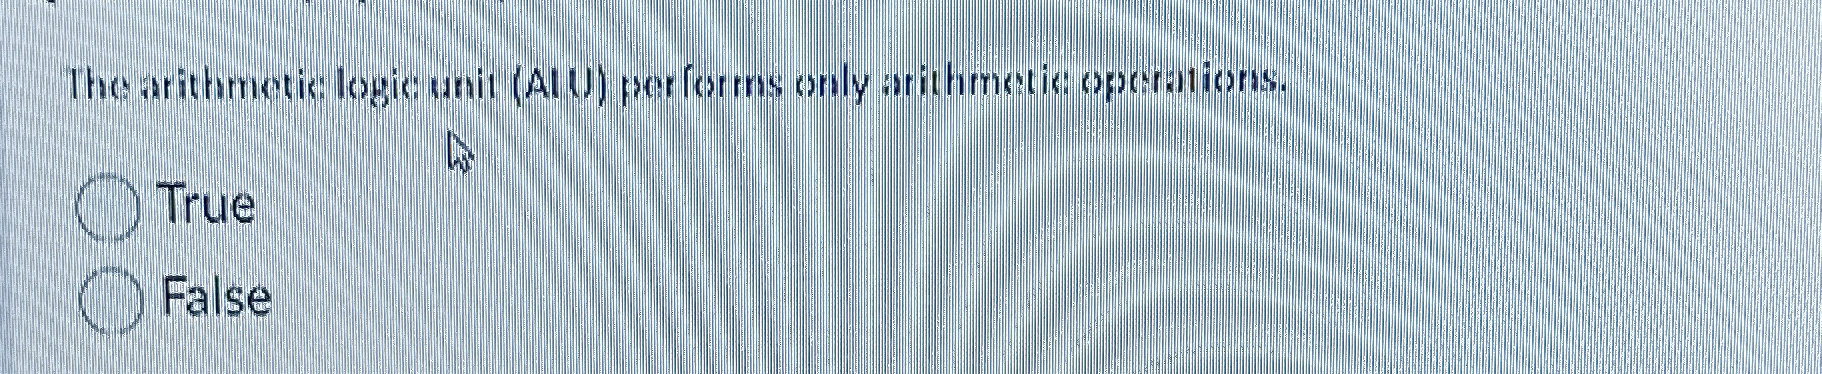 The arithmetic logic unit (ALU) performs only arithmetic operations.
True
False